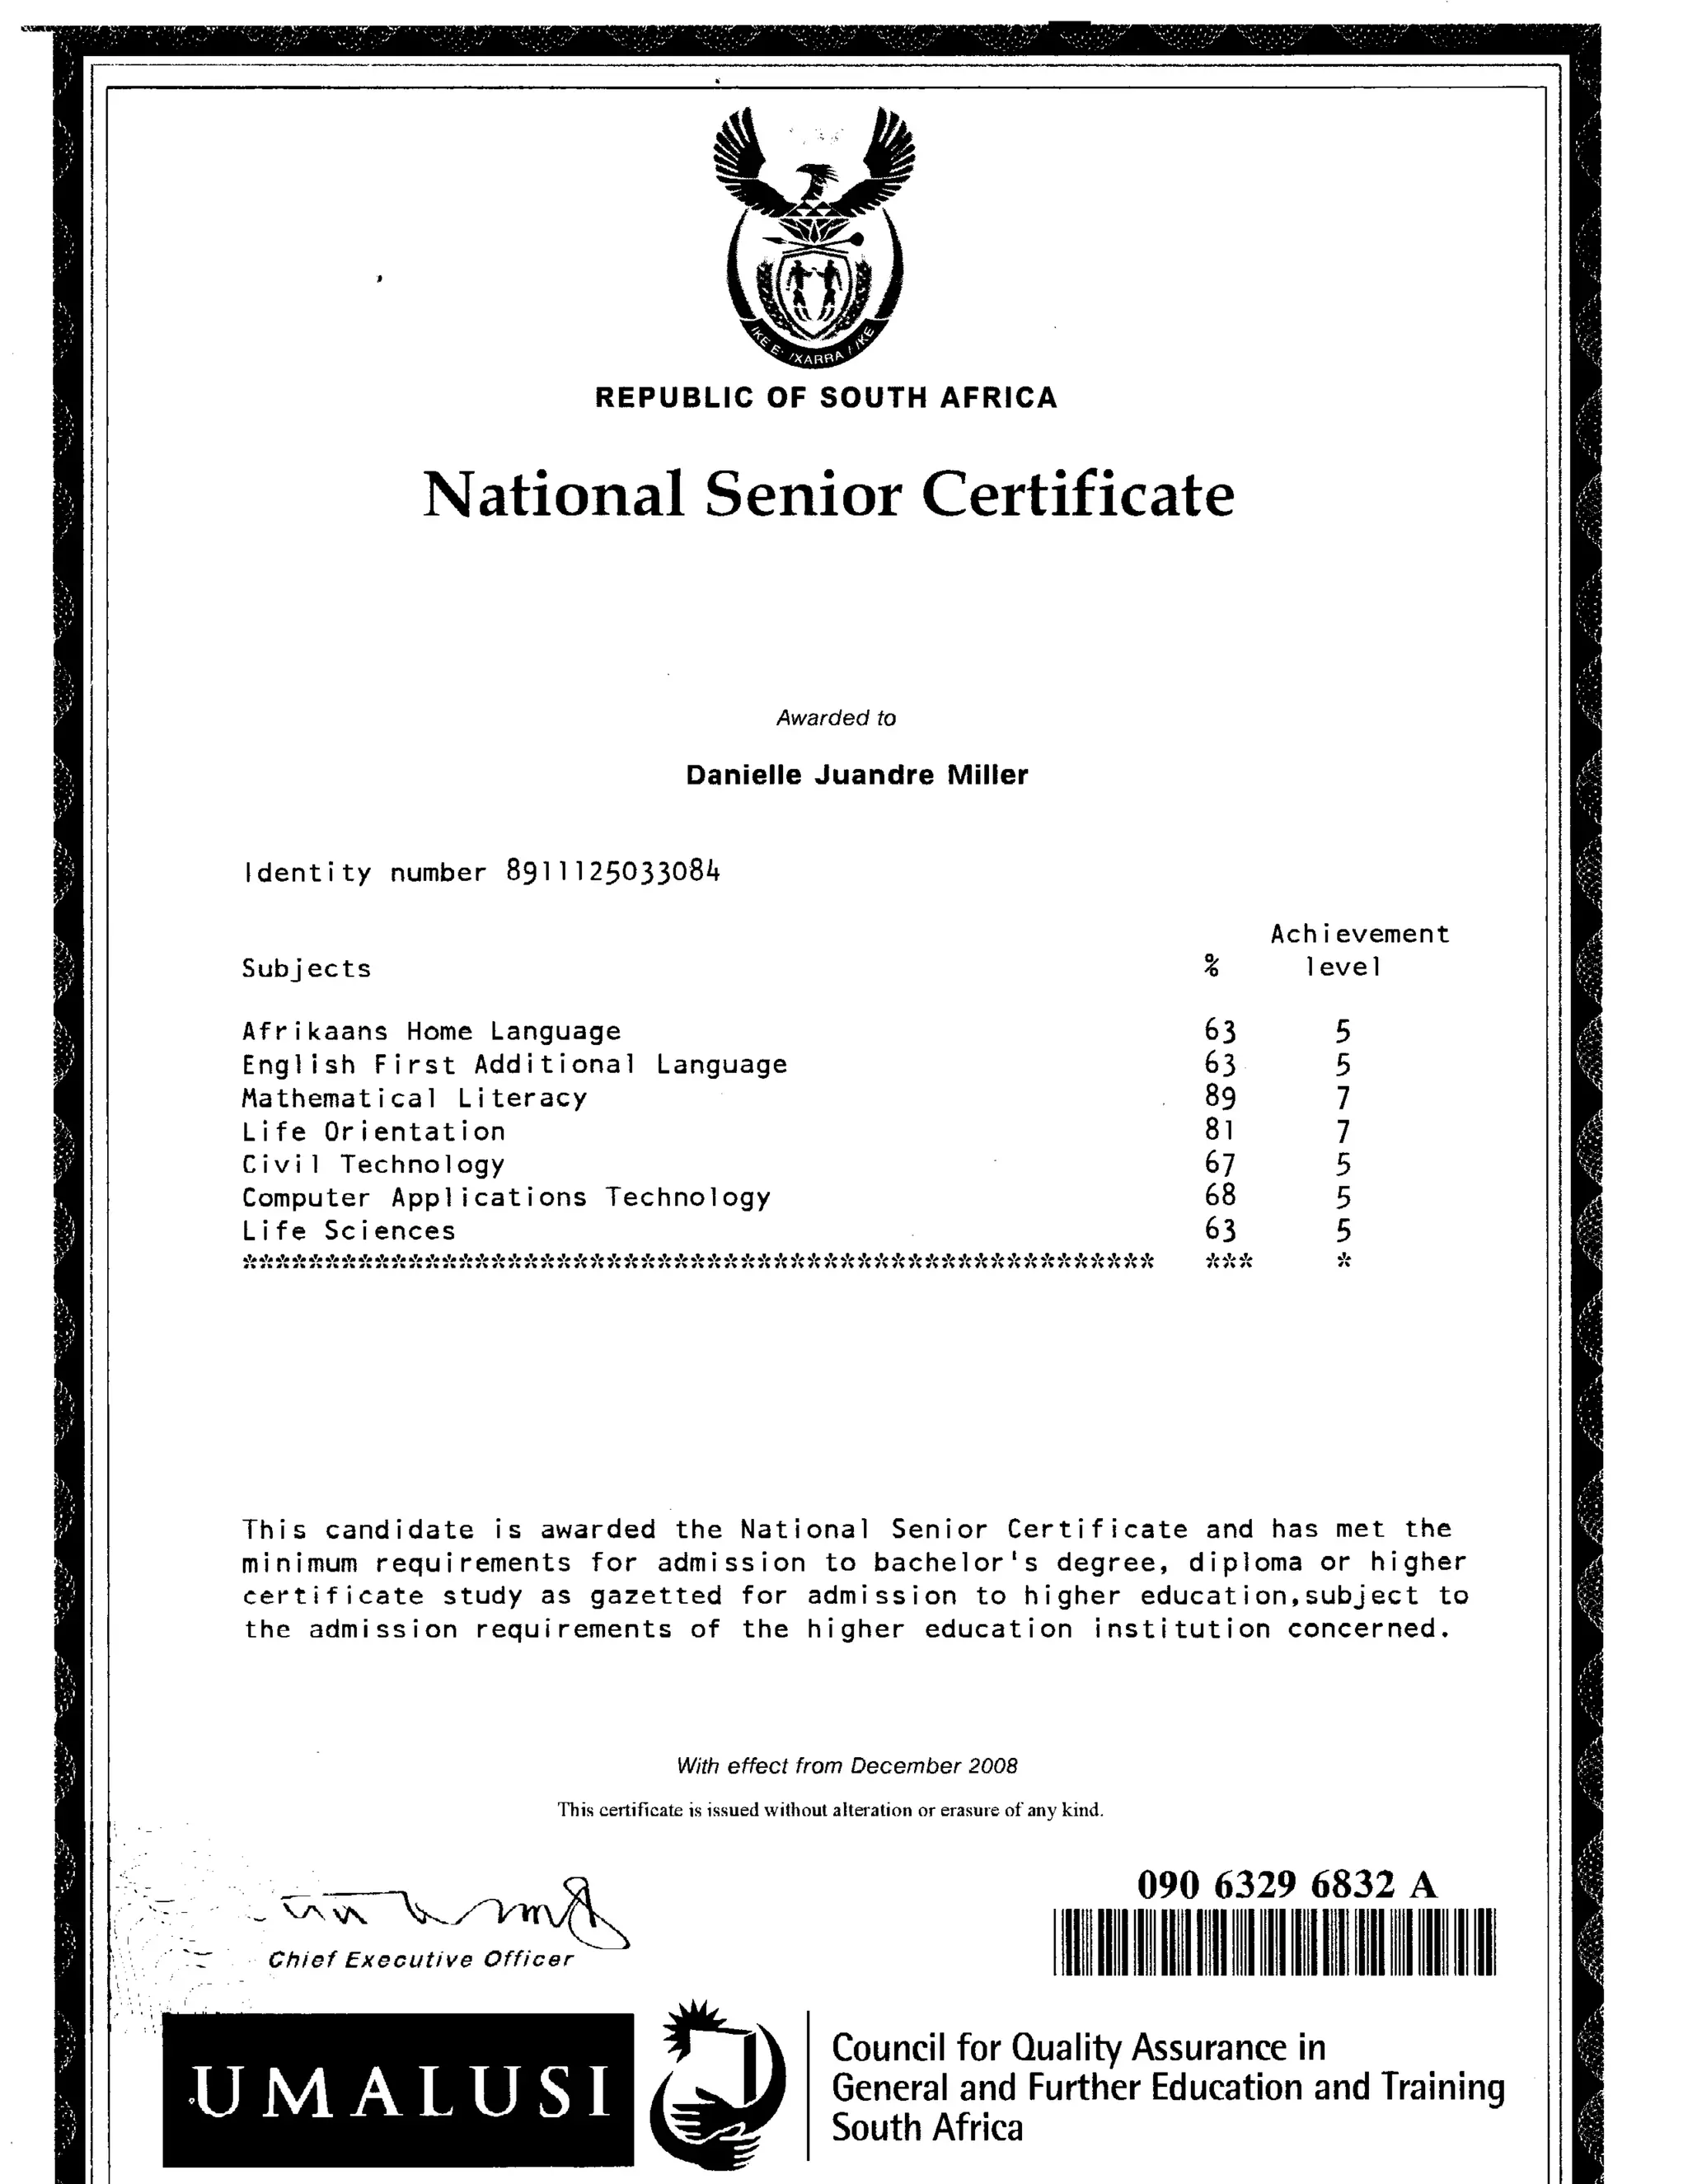 !KE E: /XARRA //KE
REPUBLIC OF SOUTH AFRICA
National Senior Certificate
Awarded to
Danielle Juandre Miller
Identity number 8911125033084
Achievement
Subjects % level
Afrikaans Home Language 63 5
English First Additional Language 63 5
Mathematical Literacy 89 7
Life Orientation 81 7
Civil Technology 67 5
Computer Applications Technology 68 5
Life Sciences 63 5
******************************************************* *** *
This candidate is awarded the National Senior Certificate and has met the
minimum requirements for admission to bachelor's degree, diploma or higher
certificate study as gazetted for admission to higher education,subject to
the admission requirements of the higher education institution concerned.
With effect from December 2008
This certificate is issued without alteration or erasure of any kind.
090 6329 6832 A
Chief Executive Officer
UMALUSI
Council for Quality Assurance in
General and Further Education and Training
South Africa